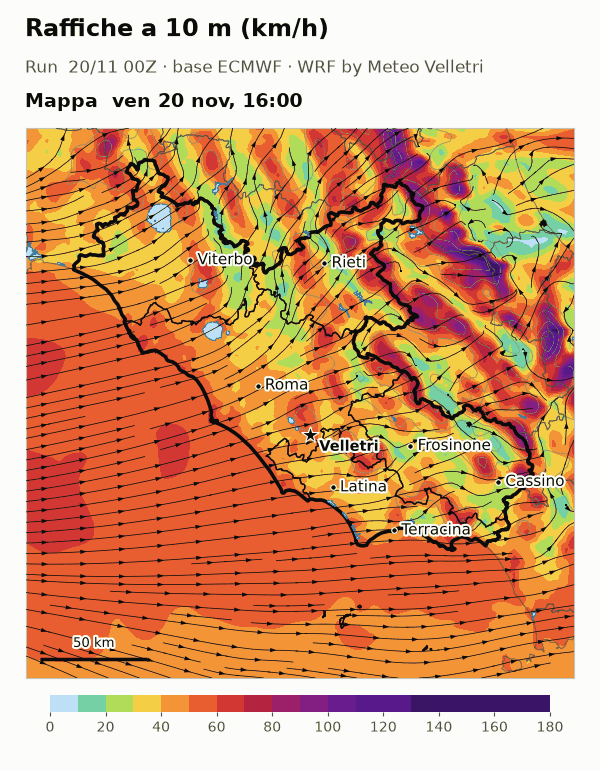 Raffiche a 10 m (km/h)
Run  20/11 00Z · base ECMWF · WRF by Meteo Velletri
Mappa  ven 20 nov, 16:00
Viterbo
Rieti
Roma
Velletri
Frosinone
Cassino
Latina
Terracina
50 km
0 20 40 60 80 100 120 140 160 180